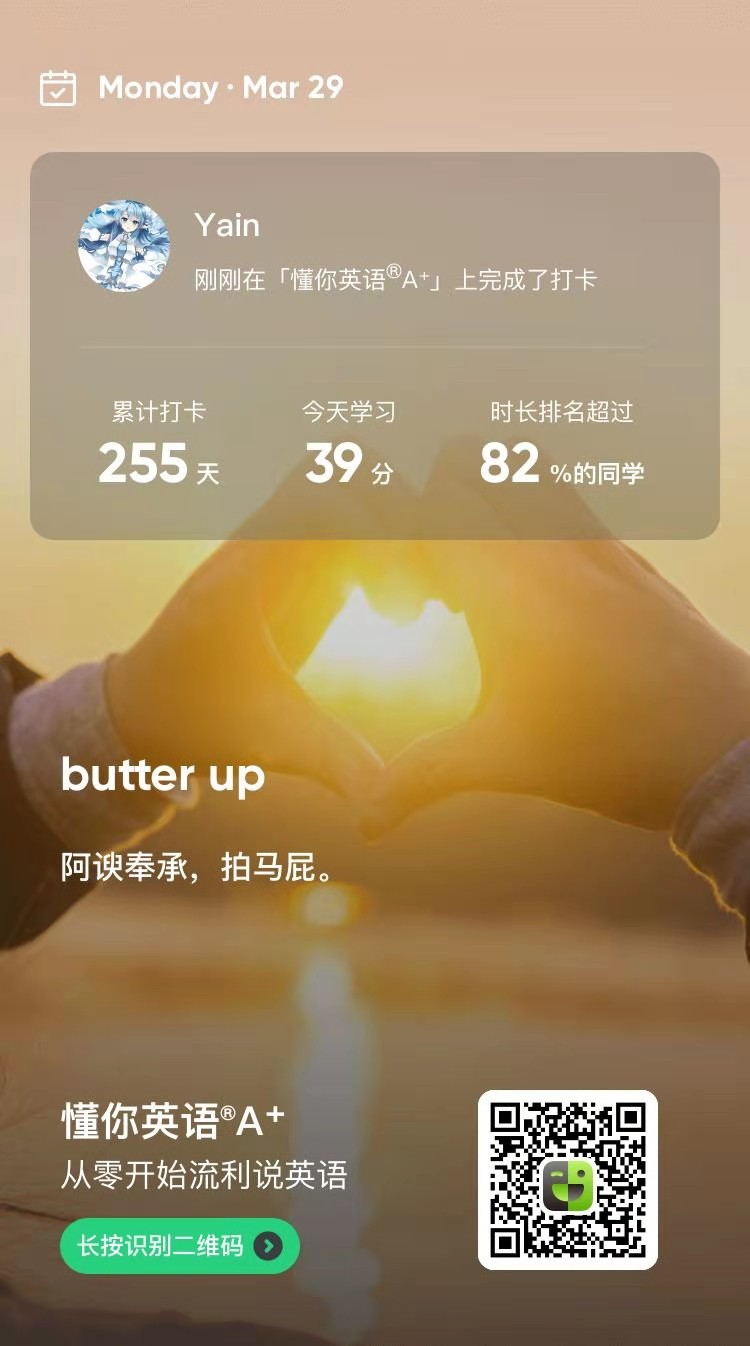 Monday · Mar 29
Yain
刚刚在「懂你英语®A⁺」上完成了打卡
累计打卡 今天学习 时长排名超过
255 天 39 分 82 %的同学
butter up
阿谀奉承，拍马屁。
懂你英语®A⁺
从零开始流利说英语
长按识别二维码